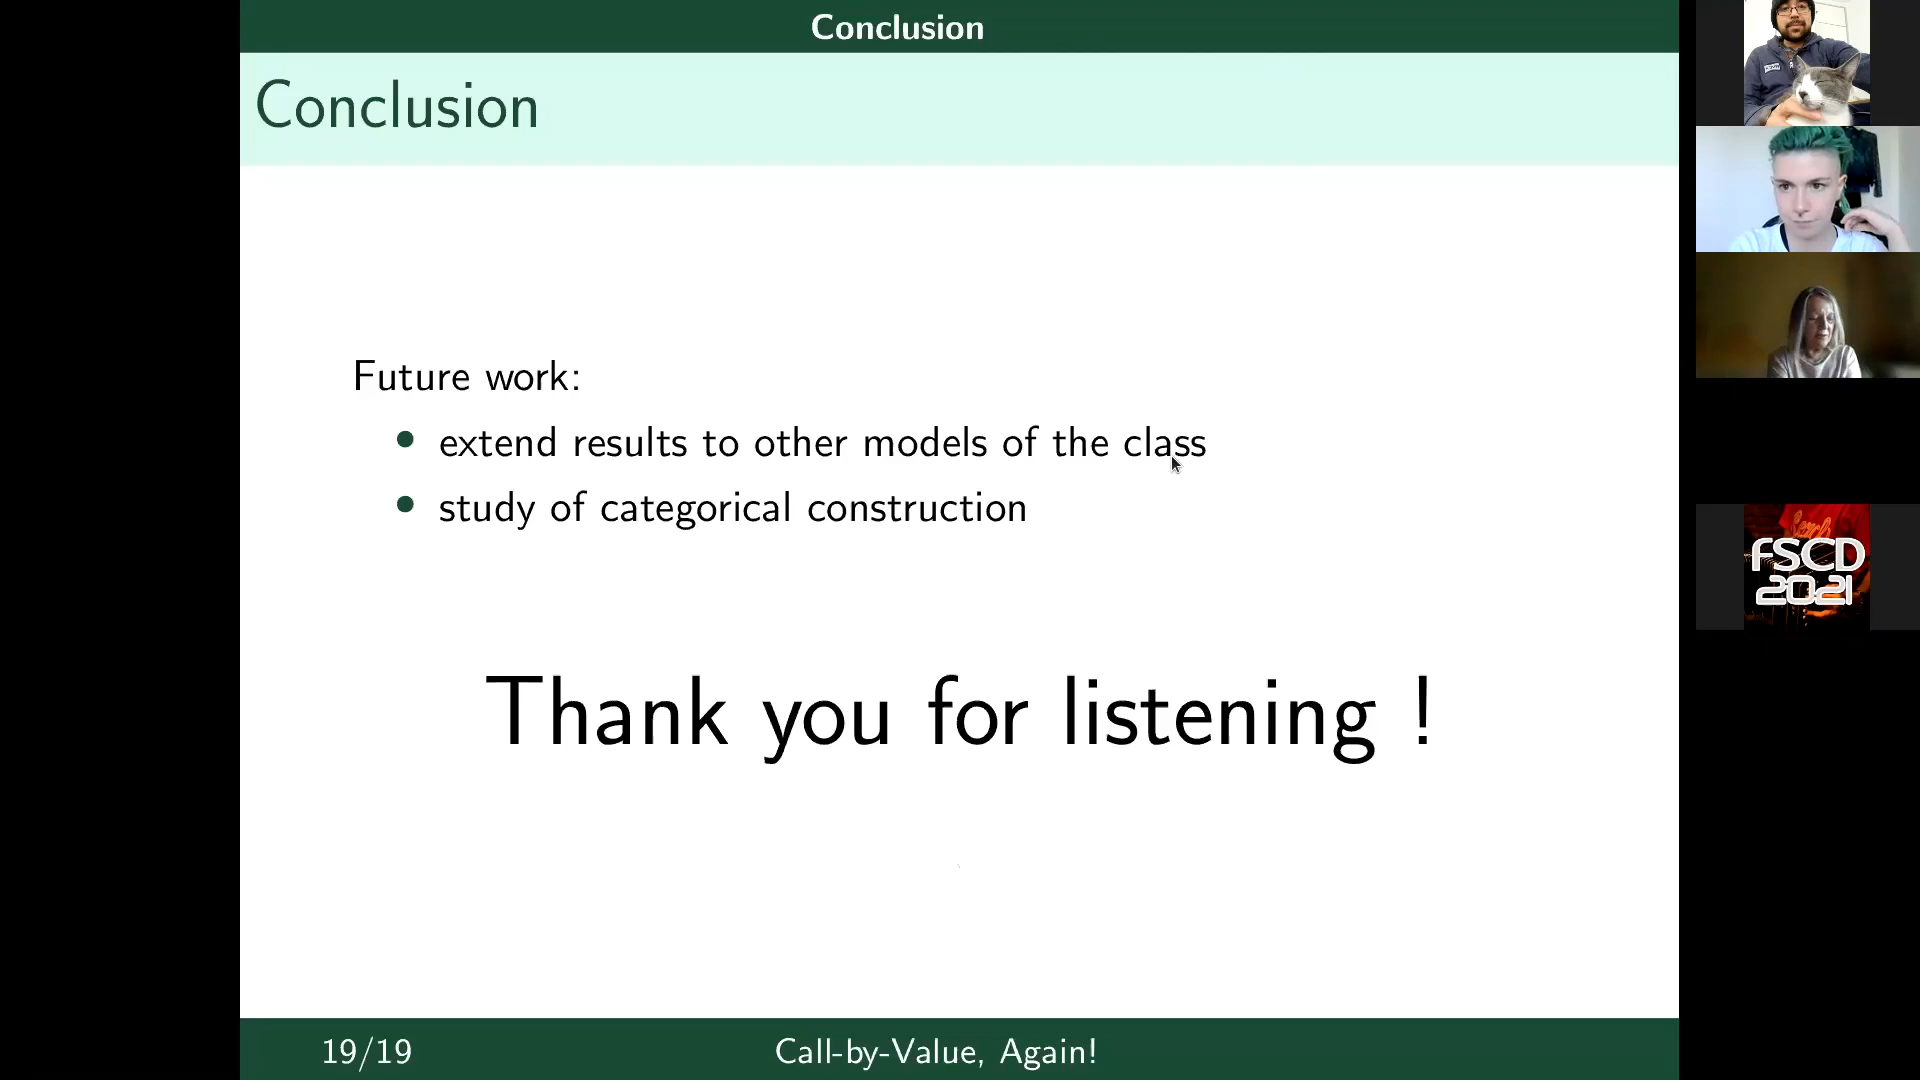 Conclusion
Conclusion
Future work:
extend results to other models of the class
study of categorical construction
Thank you for listening !
19/19
Call-by-Value, Again!
FSCD
2021